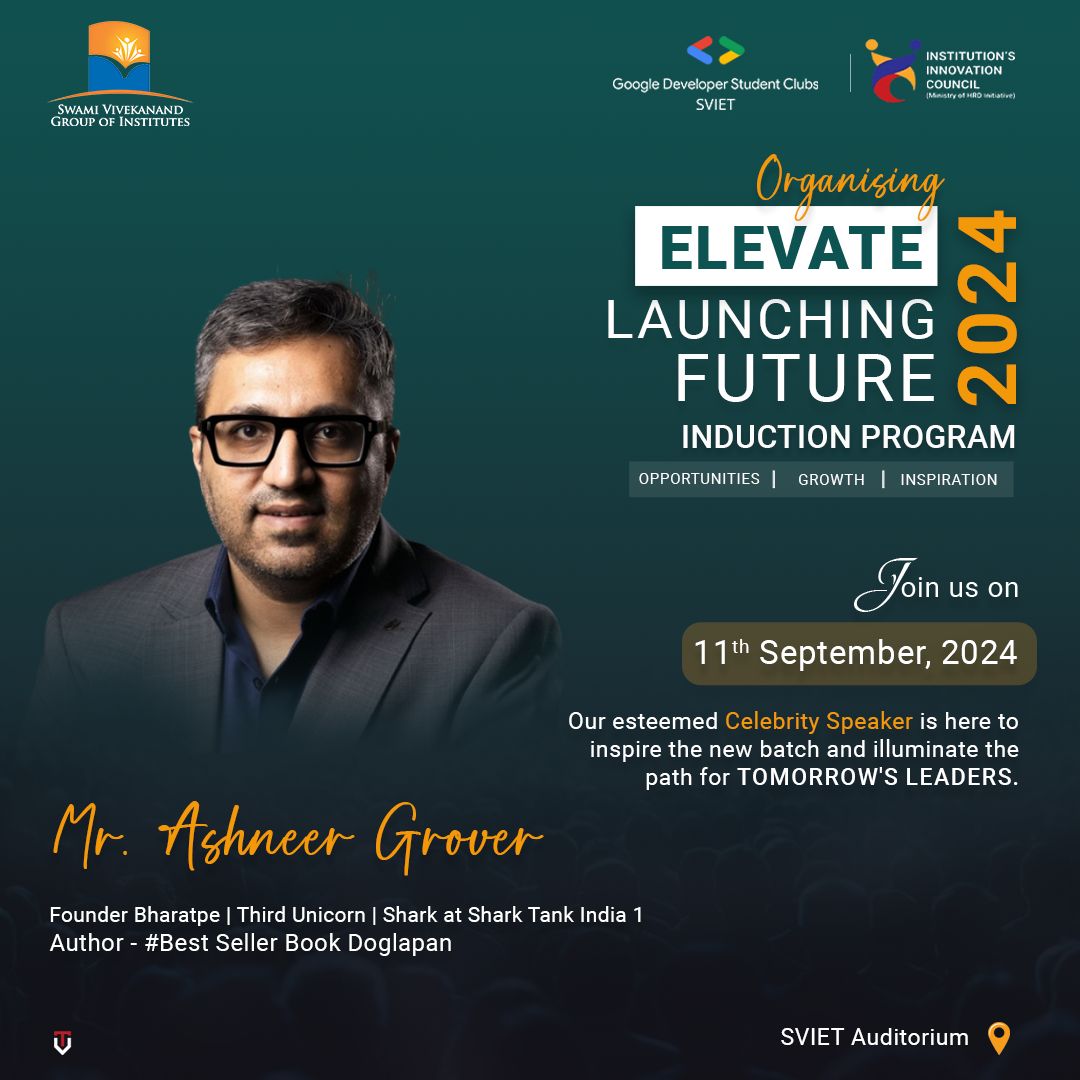 SWAMI VIVEKANAND
GROUP OF INSTITUTES
Google Developer Student Clubs
SVIET
INSTITUTION'S
INNOVATION
COUNCIL
(Ministry of HRD Initiative)
Organising
ELEVATE
LAUNCHING
FUTURE
2024
INDUCTION PROGRAM
OPPORTUNITIES | GROWTH | INSPIRATION
Join us on
11th September, 2024
Our esteemed Celebrity Speaker is here to
inspire the new batch and illuminate the
path for TOMORROW'S LEADERS.
Mr. Ashneer Grover
Founder Bharatpe | Third Unicorn | Shark at Shark Tank India 1
Author - #Best Seller Book Doglapan
SVIET Auditorium